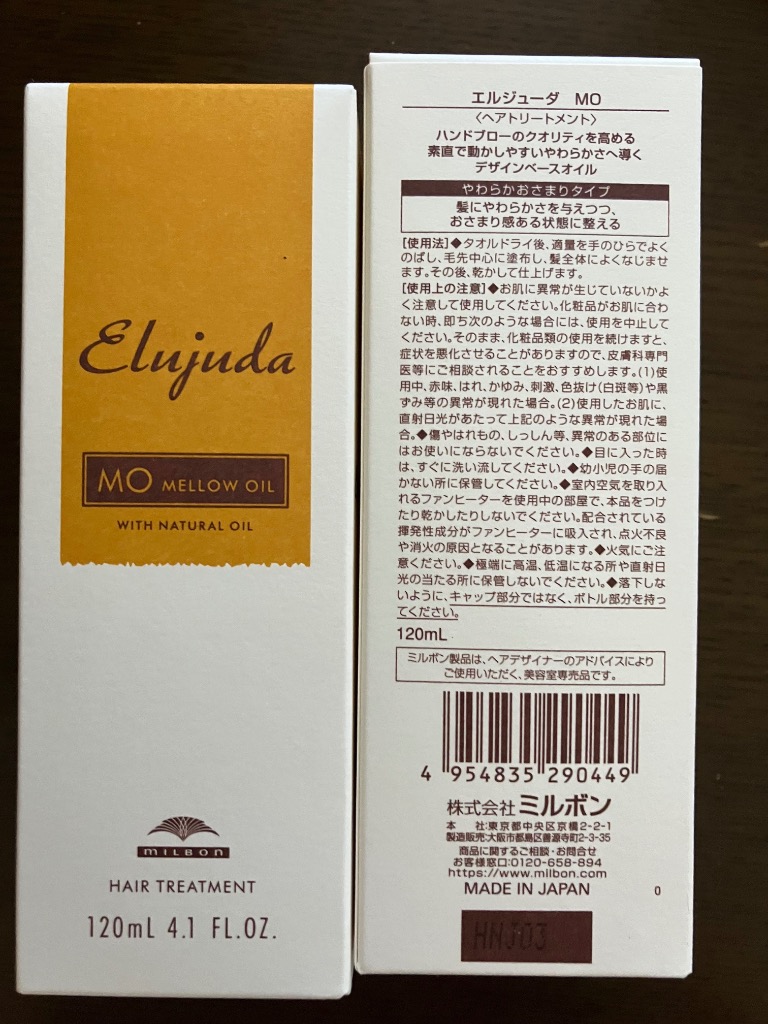 Elujuda
MO MELLOW OIL
WITH NATURAL OIL
MILBON
HAIR TREATMENT
120mL 4.1 FL.OZ.
エルジューダ MO
〈ヘアトリートメント〉
ハンドブローのクオリティを高める
素直で動かしやすいやわらかさへ導く
デザインベースオイル
やわらかおさまりタイプ
髪にやわらかさを与えつつ、
おさまり感ある状態に整える
[使用法]◆タオルドライ後、適量を手のひらでよく
のばし、毛先中心に塗布し、髪全体によくなじませ
ます。その後、乾かして仕上げます。
[使用上の注意]◆お肌に異常が生じていないかよ
く注意して使用してください。化粧品がお肌に合わ
ない時、即ち次のような場合には、使用を中止して
ください。そのまま、化粧品類の使用を続けますと、
症状を悪化させることがありますので、皮膚科専門
医等にご相談されることをおすすめします。(1)使
用中、赤味、はれ、かゆみ、刺激、色抜け(白斑等)や黒
ずみ等の異常が現れた場合。(2)使用したお肌に、
直射日光があたって上記のような異常が現れた場
合。◆傷やはれもの、しっしん等、異常のある部位に
はお使いにならないでください。◆目に入った時
は、すぐに洗い流してください。◆幼小児の手の届
かない所に保管してください。◆室内空気を取り入
れるファンヒーターを使用中の部屋で、本品をつけ
たり乾かしたりしないでください。配合されている
揮発性成分がファンヒーターに吸入され、点火不良
や消火の原因となることがあります。◆火気にご注
意ください。◆極端に高温、低温になる所や直射日
光の当たる所に保管しないでください。◆落下しな
いように、キャップ部分ではなく、ボトル部分を持っ
てください。
120mL
ミルボン製品は、ヘアデザイナーのアドバイスにより
ご使用いただく、美容室専売品です。
4 954835 290449
株式会社 ミルボン
本 社:東京都中央区京橋2-2-1
製造販売:大阪市都島区善源寺町2-3-35
商品に関するご相談・お問合せ
お客様窓口:0120-658-894
https://www.milbon.com
MADE IN JAPAN 0
HNJ03